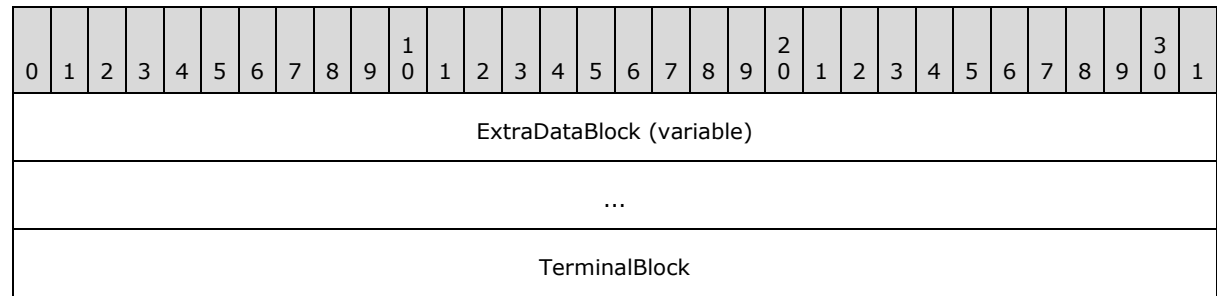 0 1 2 3 4 5 6 7 8 9 1 0 1 2 3 4 5 6 7 8 9 2 0 1 2 3 4 5 6 7 8 9 3 0 1
ExtraDataBlock (variable)
...
TerminalBlock